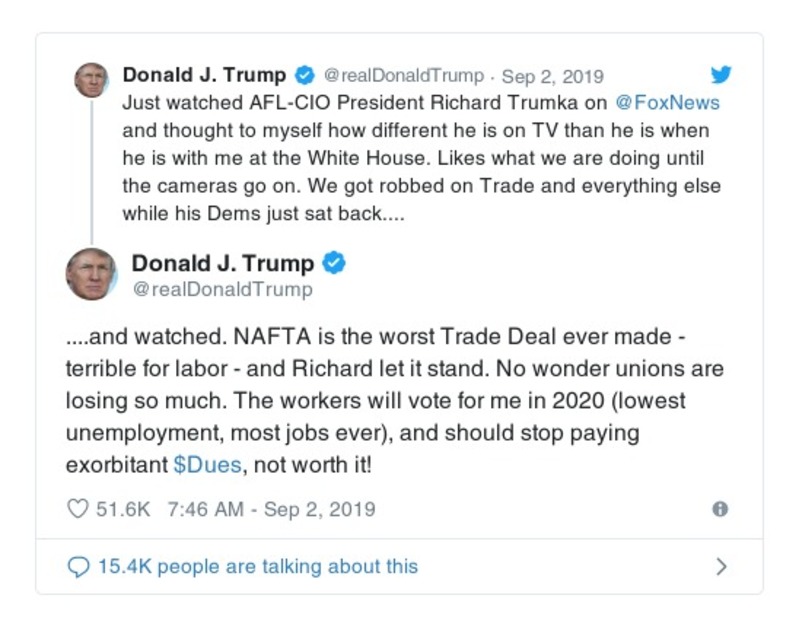 Donald J. Trump @realDonaldTrump · Sep 2, 2019
Just watched AFL-CIO President Richard Trumka on @FoxNews
and thought to myself how different he is on TV than he is when
he is with me at the White House. Likes what we are doing until
the cameras go on. We got robbed on Trade and everything else
while his Dems just sat back....
Donald J. Trump
@realDonaldTrump
....and watched. NAFTA is the worst Trade Deal ever made -
terrible for labor - and Richard let it stand. No wonder unions are
losing so much. The workers will vote for me in 2020 (lowest
unemployment, most jobs ever), and should stop paying
exorbitant $Dues, not worth it!
51.6K 7:46 AM - Sep 2, 2019
15.4K people are talking about this